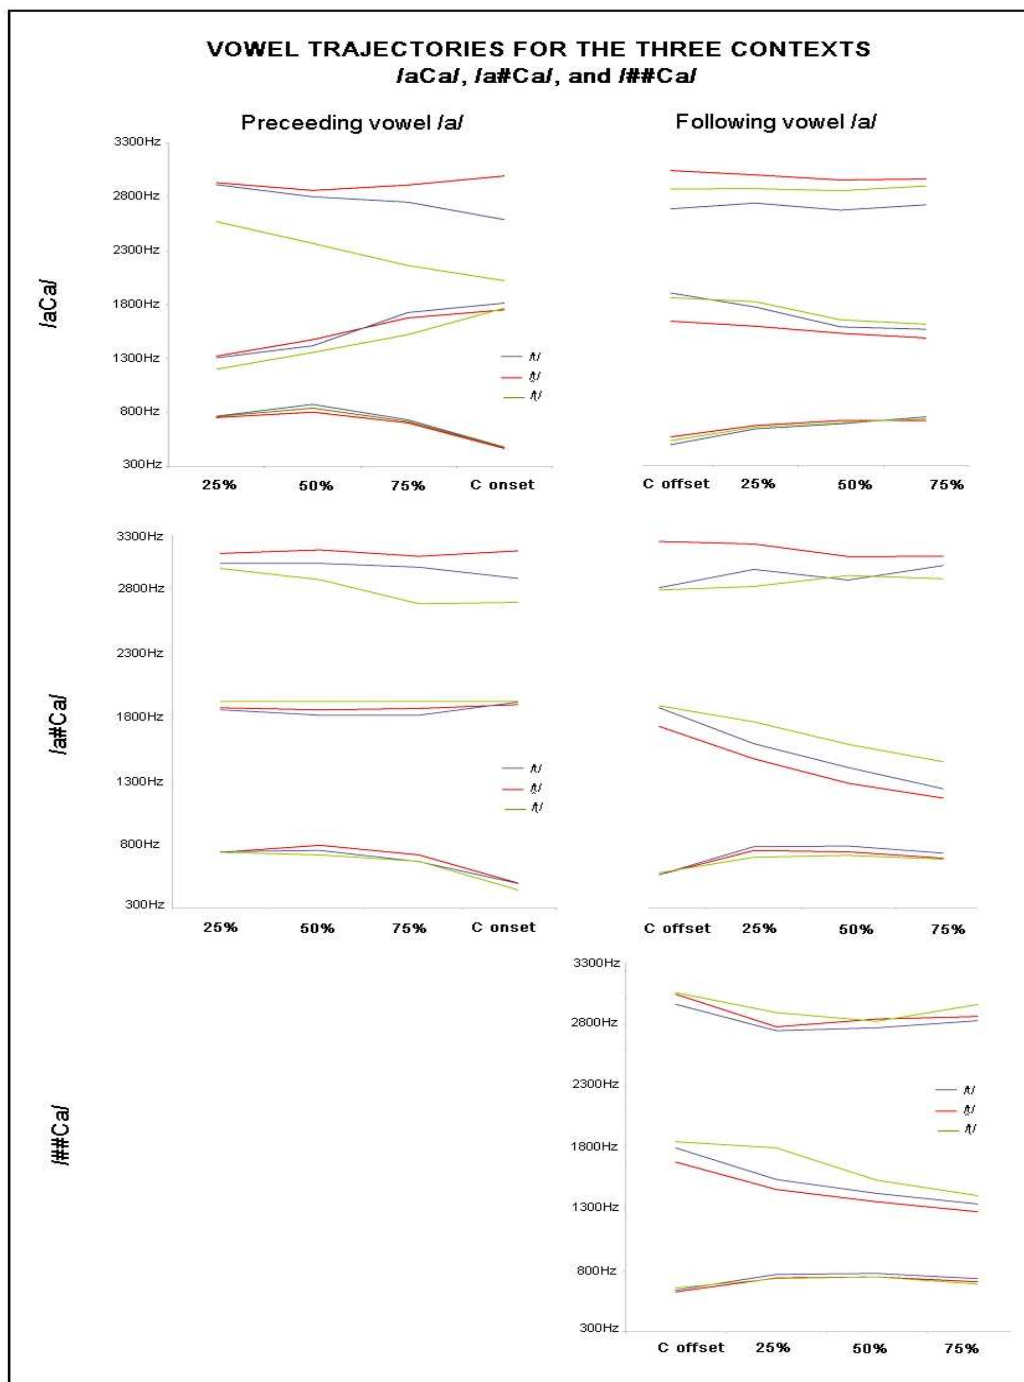 VOWEL TRAJECTORIES FOR THE THREE CONTEXTS
/aCa/, /a#Ca/, and /##Ca/
Preceeding vowel /a/
Following vowel /a/
/aCa/
3300Hz
2800Hz
2300Hz
1800Hz
1300Hz
800Hz
300Hz
/t/
/t̪/
/ʈ/
25% 50% 75% C onset
C offset 25% 50% 75%
/a#Ca/
3300Hz
2800Hz
2300Hz
1800Hz
1300Hz
800Hz
300Hz
/t/
/t̪/
/ʈ/
25% 50% 75% C onset
C offset 25% 50% 75%
/##Ca/
3300Hz
2800Hz
2300Hz
1800Hz
1300Hz
800Hz
300Hz
/t/
/t̪/
/ʈ/
C offset 25% 50% 75%